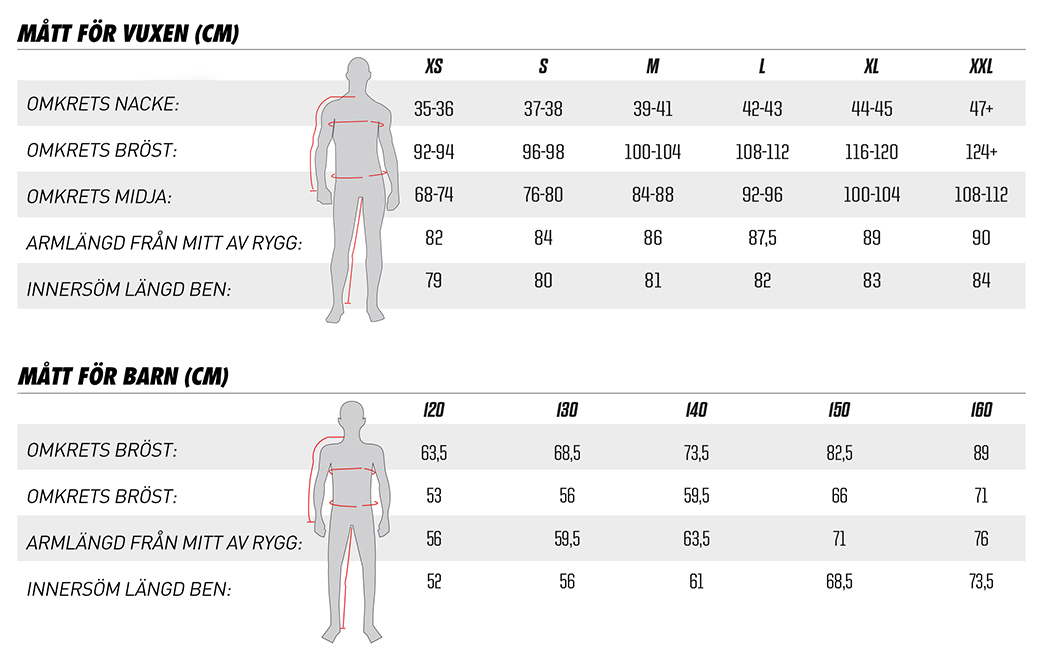 MÅTT FÖR VUXEN (CM)
XS S M L XL XXL
OMKRETS NACKE: 35-36 37-38 39-41 42-43 44-45 47+
OMKRETS BRÖST: 92-94 96-98 100-104 108-112 116-120 124+
OMKRETS MIDJA: 68-74 76-80 84-88 92-96 100-104 108-112
ARMLÄNGD FRÅN MITT AV RYGG: 82 84 86 87,5 89 90
INNERSÖM LÄNGD BEN: 79 80 81 82 83 84
MÅTT FÖR BARN (CM)
120 130 140 150 160
OMKRETS BRÖST: 63,5 68,5 73,5 82,5 89
OMKRETS BRÖST: 53 56 59,5 66 71
ARMLÄNGD FRÅN MITT AV RYGG: 56 59,5 63,5 71 76
INNERSÖM LÄNGD BEN: 52 56 61 68,5 73,5